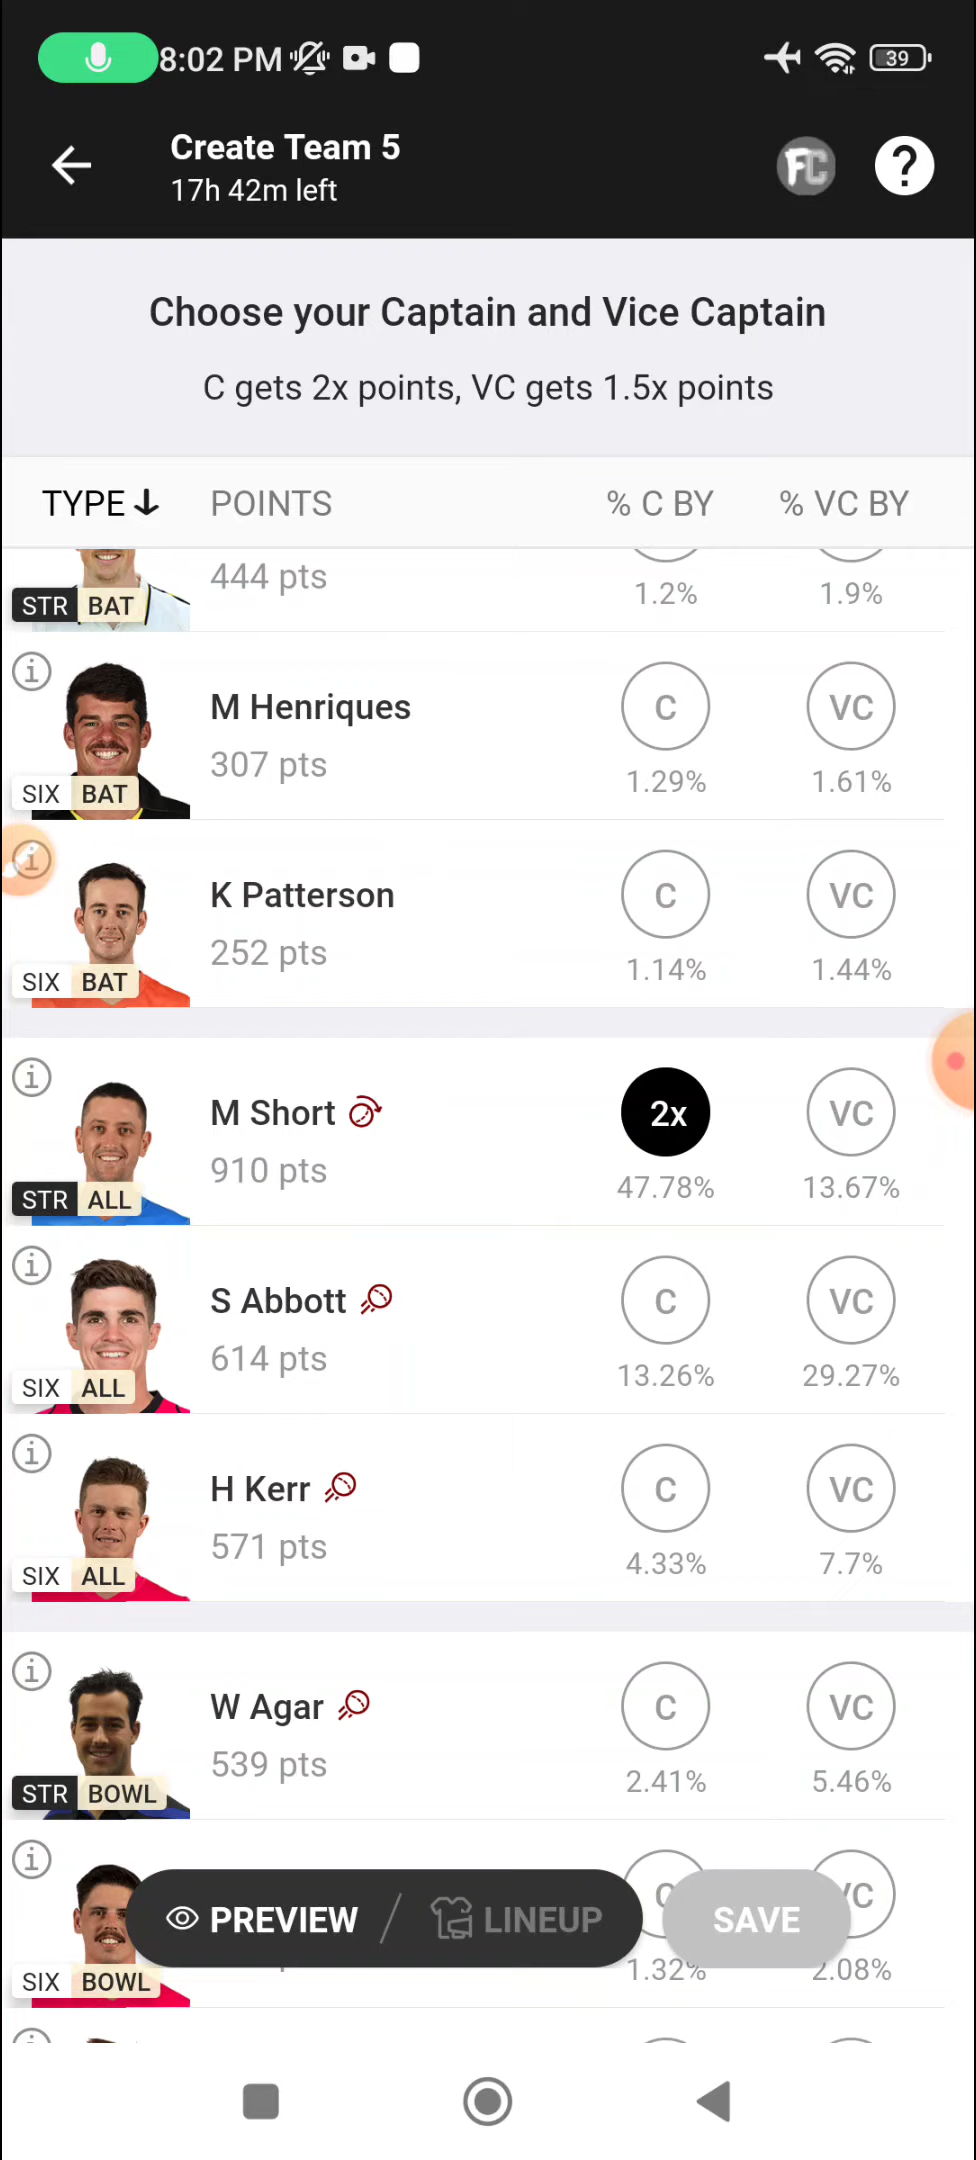 8:02 PM
39
Create Team 5
17h 42m left
FC
?
Choose your Captain and Vice Captain
C gets 2x points, VC gets 1.5x points
TYPE POINTS % C BY % VC BY
444 pts
1.2% 1.9%
STR BAT
M Henriques
C VC
307 pts
1.29% 1.61%
SIX BAT
K Patterson
C VC
252 pts
1.14% 1.44%
SIX BAT
M Short
2x VC
910 pts
47.78% 13.67%
STR ALL
S Abbott
C VC
614 pts
13.26% 29.27%
SIX ALL
H Kerr
C VC
571 pts
4.33% 7.7%
SIX ALL
W Agar
C VC
539 pts
2.41% 5.46%
STR BOWL
PREVIEW LINEUP SAVE
1.32% 2.08%
SIX BOWL